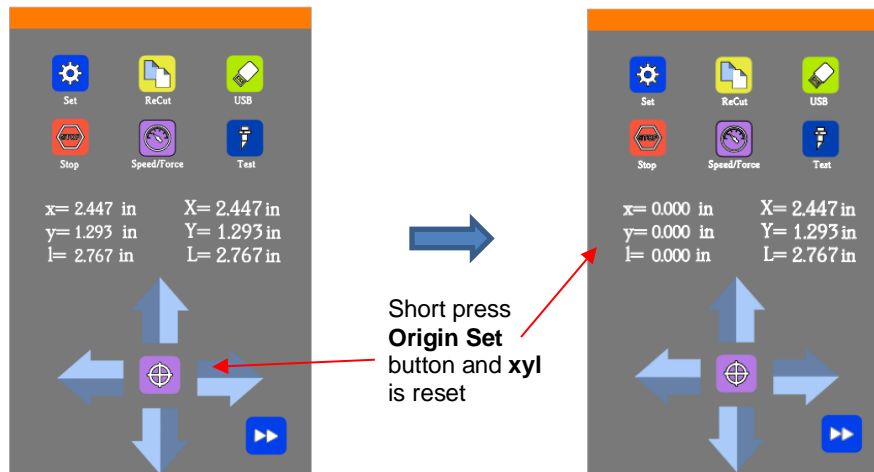 Set ReCut USB
STOP
Stop Speed/Force Test
x= 2.447 in X= 2.447 in
y= 1.293 in Y= 1.293 in
l= 2.767 in L= 2.767 in
Short press
Origin Set
button and xyl
is reset
Set ReCut USB
STOP
Stop Speed/Force Test
x= 0.000 in X= 2.447 in
y= 0.000 in Y= 1.293 in
l= 0.000 in L= 2.767 in